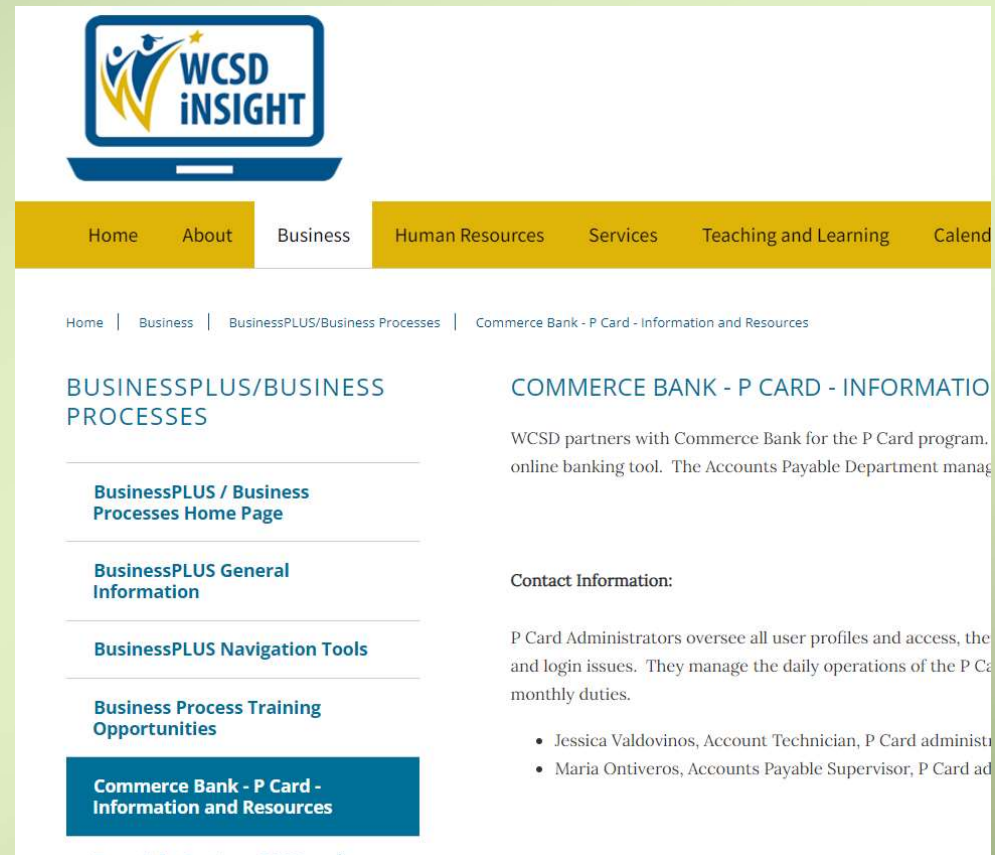 WCSD
iNSIGHT
Home About Business Human Resources Services Teaching and Learning Calend
Home | Business | BusinessPLUS/Business Processes | Commerce Bank - P Card - Information and Resources
BUSINESSPLUS/BUSINESS
PROCESSES
BusinessPLUS / Business
Processes Home Page
BusinessPLUS General
Information
BusinessPLUS Navigation Tools
Business Process Training
Opportunities
Commerce Bank - P Card -
Information and Resources
COMMERCE BANK - P CARD - INFORMATIO
WCSD partners with Commerce Bank for the P Card program.
online banking tool. The Accounts Payable Department manag
Contact Information:
P Card Administrators oversee all user profiles and access, the
and login issues. They manage the daily operations of the P Ca
monthly duties.
• Jessica Valdovinos, Account Technician, P Card administr
• Maria Ontiveros, Accounts Payable Supervisor, P Card ad